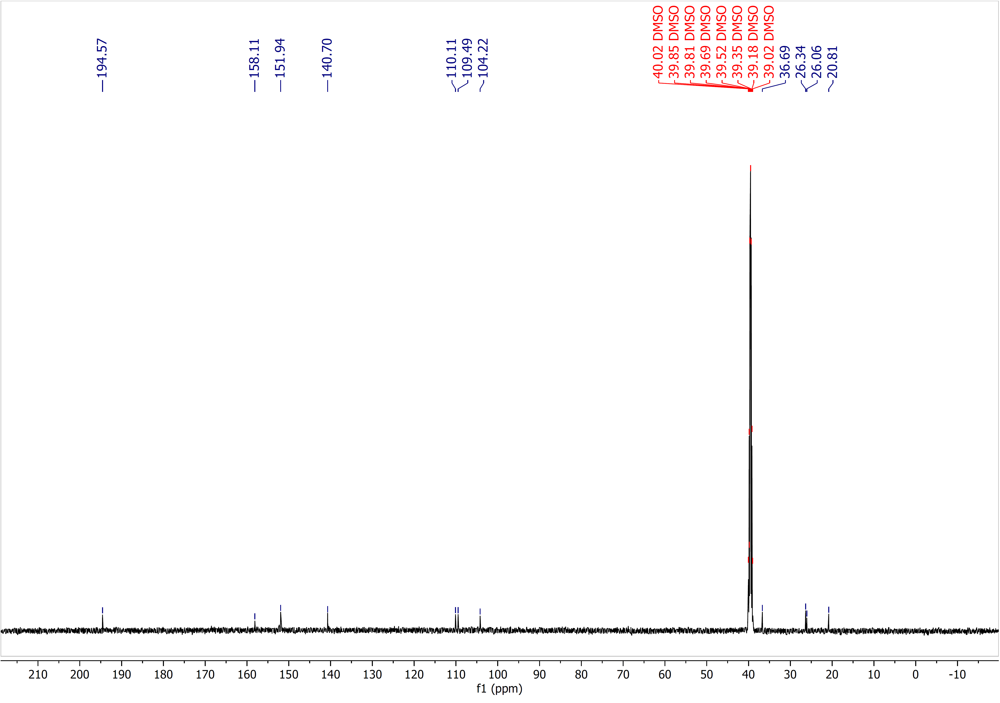 194.57
158.11
151.94
140.70
110.11
109.49
104.22
40.02 DMSO
39.85 DMSO
39.81 DMSO
39.69 DMSO
39.52 DMSO
39.35 DMSO
39.18 DMSO
39.02 DMSO
36.69
26.34
26.06
20.81
210 200 190 180 170 160 150 140 130 120 110 100 90 80 70 60 50 40 30 20 10 0 -10
f1 (ppm)